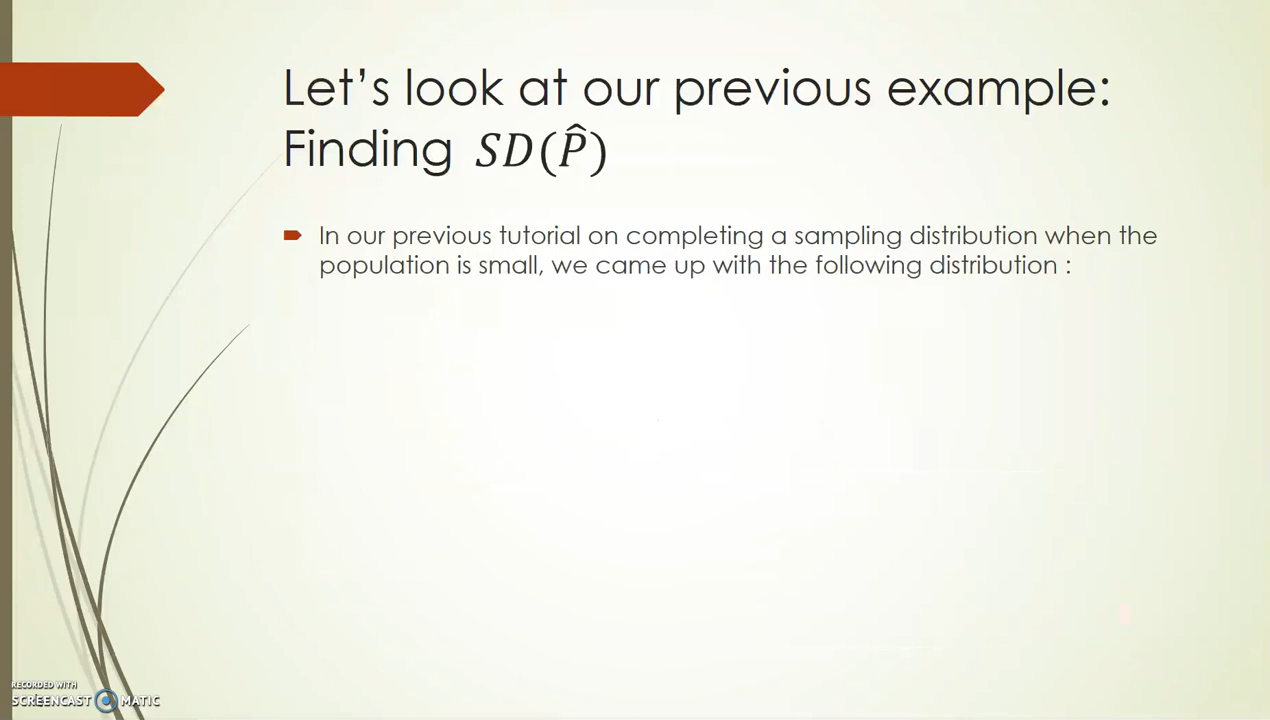 Let’s look at our previous example:
Finding SD(P̂)
In our previous tutorial on completing a sampling distribution when the
population is small, we came up with the following distribution :
RECORDED WITH
SCREENCAST MATIC